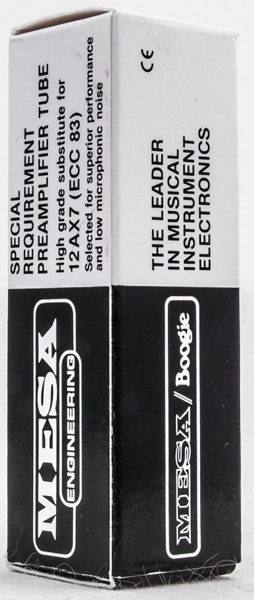 SPECIAL
REQUIREMENT
PREAMPLIFIER TUBE
High grade substitute for
12AX7 (ECC 83)
Selected for superior performance
and low microphonic noise
MESA
ENGINEERING
CE
THE LEADER
IN MUSICAL
INSTRUMENT
ELECTRONICS
MESA/Boogie